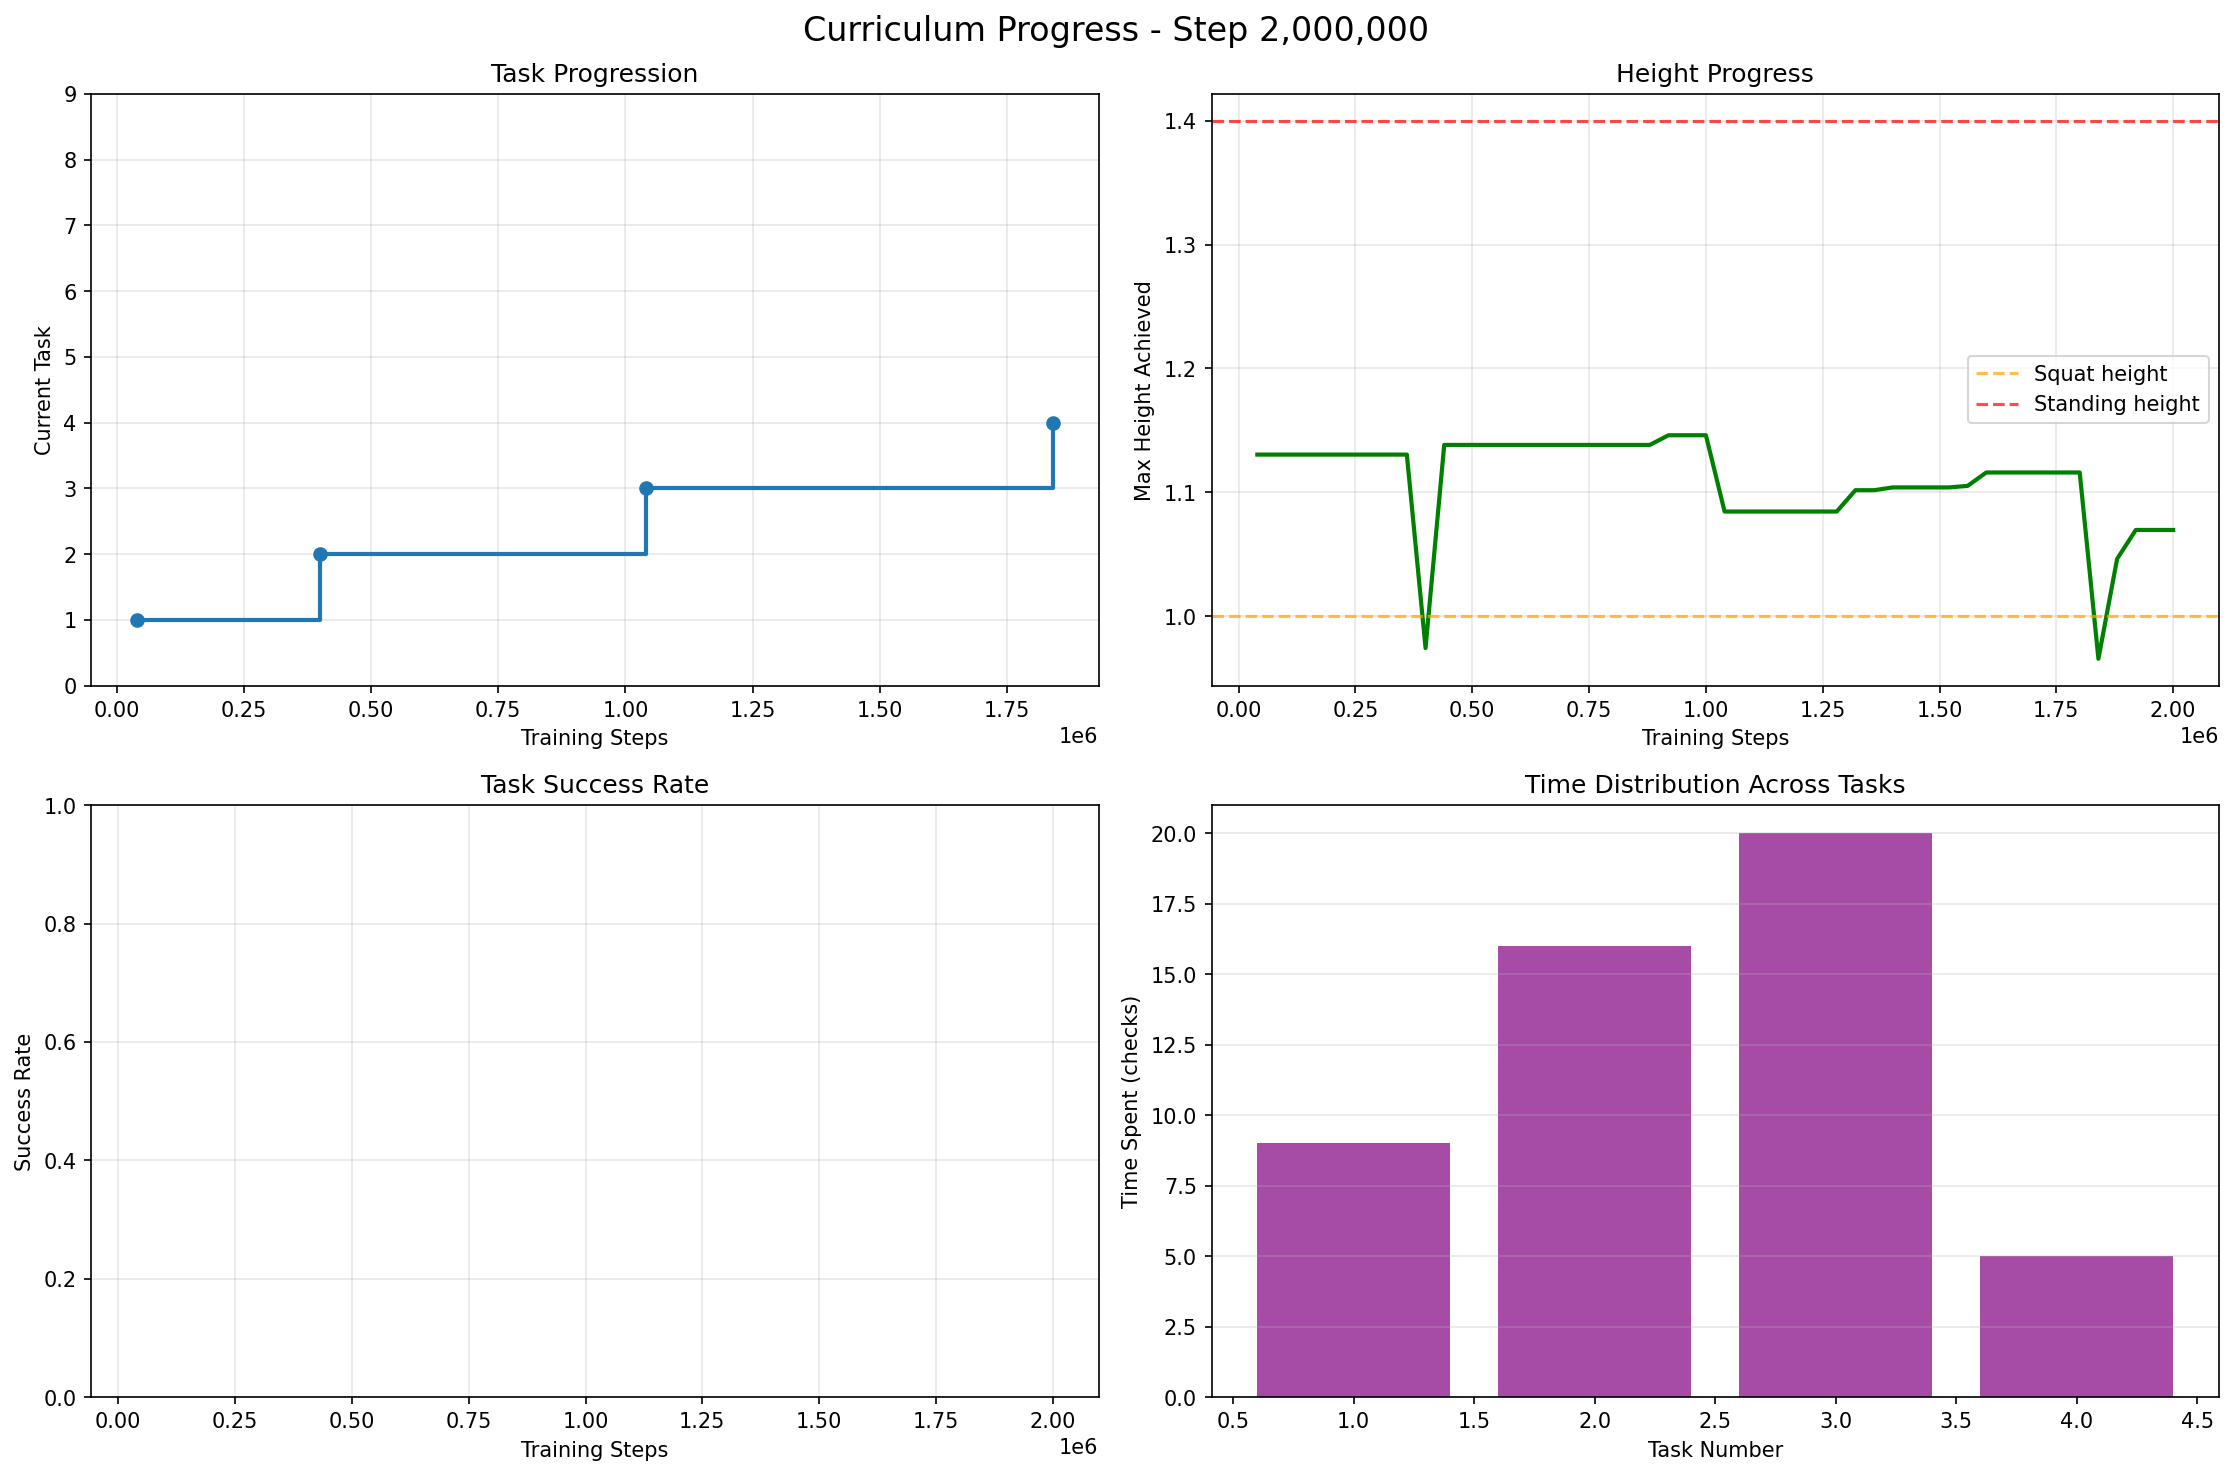 Curriculum Progress - Step 2,000,000
Task Progression
9
8
7
6
5
4
3
2
1
0
Current Task
0.00 0.25 0.50 0.75 1.00 1.25 1.50 1.75
1e6
Training Steps
Height Progress
1.4
1.3
1.2
1.1
1.0
Max Height Achieved
Squat height
Standing height
0.00 0.25 0.50 0.75 1.00 1.25 1.50 1.75 2.00
1e6
Training Steps
Task Success Rate
1.0
0.8
0.6
0.4
0.2
0.0
Success Rate
0.00 0.25 0.50 0.75 1.00 1.25 1.50 1.75 2.00
1e6
Training Steps
Time Distribution Across Tasks
20.0
17.5
15.0
12.5
10.0
7.5
5.0
2.5
0.0
Time Spent (checks)
0.5 1.0 1.5 2.0 2.5 3.0 3.5 4.0 4.5
Task Number